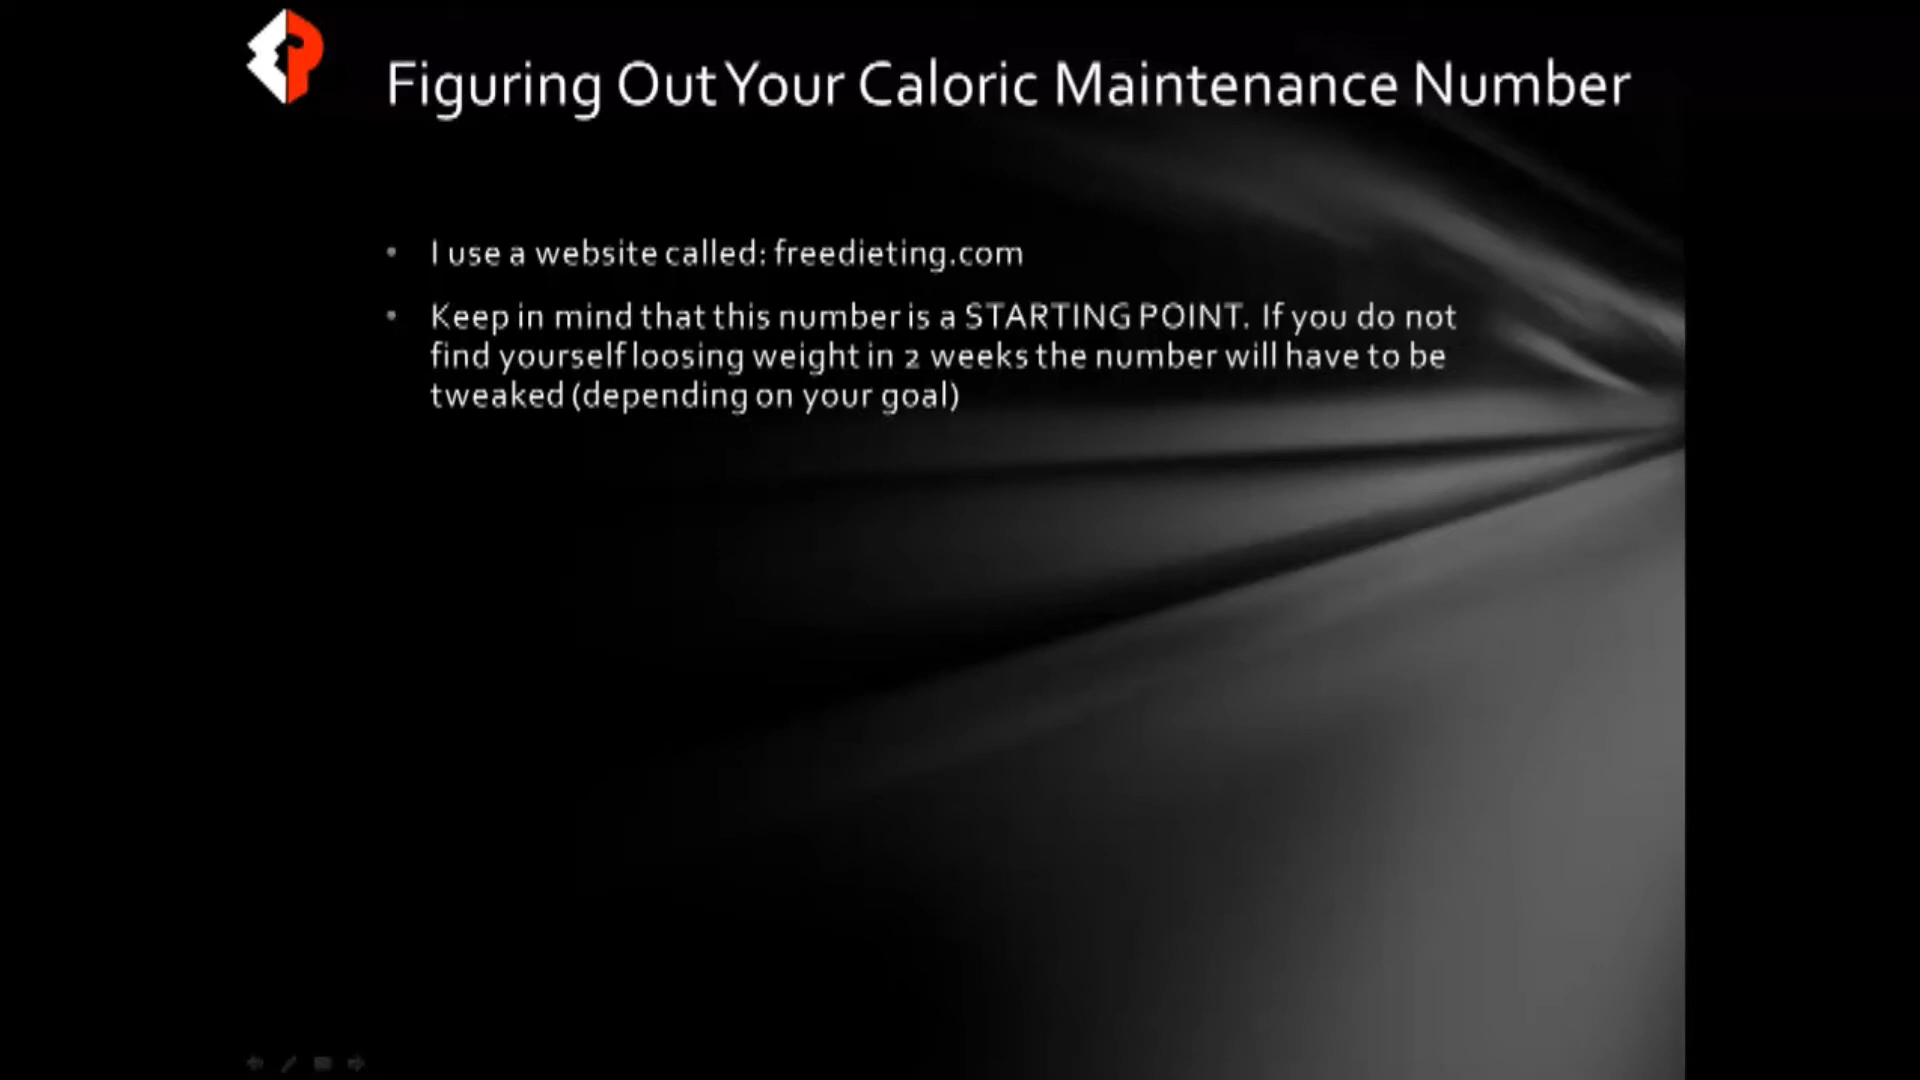 Figuring Out Your Caloric Maintenance Number
• I use a website called: freedieting.com
• Keep in mind that this number is a STARTING POINT. If you do not
find yourself loosing weight in 2 weeks the number will have to be
tweaked (depending on your goal)